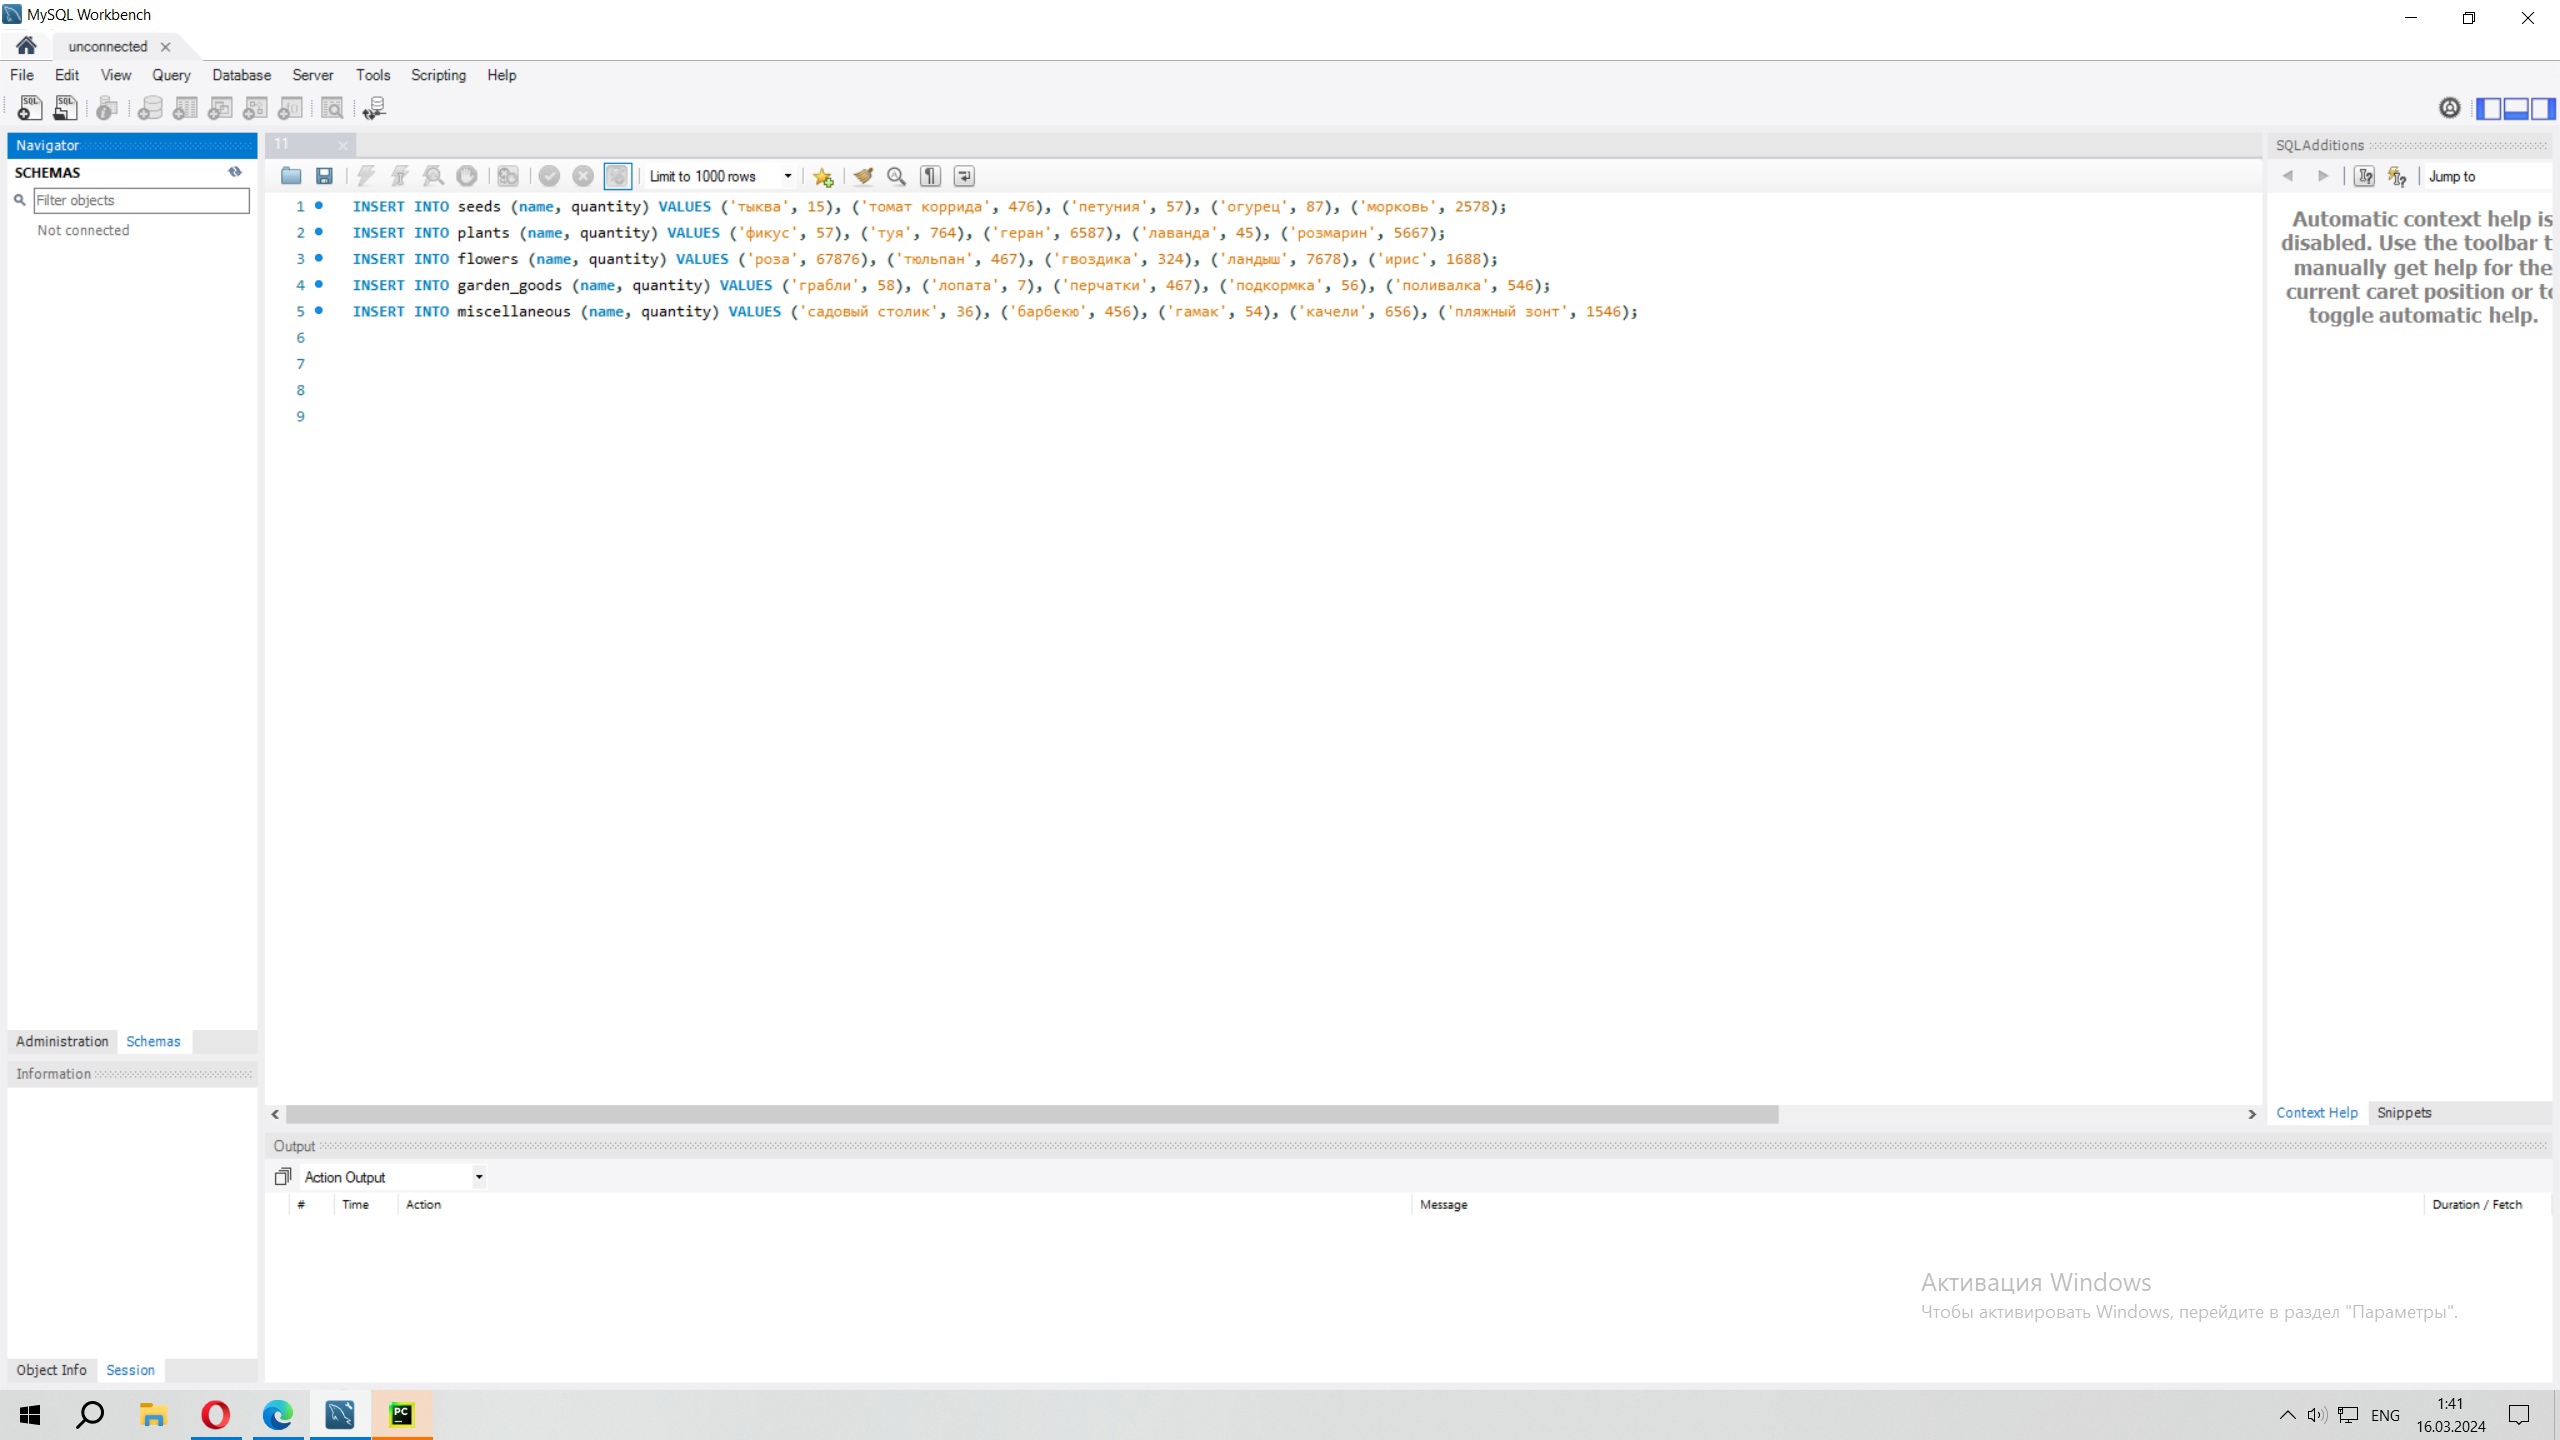 MySQL Workbench
unconnected
File Edit View Query Database Server Tools Scripting Help
Navigator
SCHEMAS
Filter objects
Not connected
Administration Schemas
Information
Object Info Session
11
Limit to 1000 rows
1 INSERT INTO seeds (name, quantity) VALUES ('тыква', 15), ('томат коррида', 476), ('петуния', 57), ('огурец', 87), ('морковь', 2578);
2 INSERT INTO plants (name, quantity) VALUES ('фикус', 57), ('туя', 764), ('геран', 6587), ('лаванда', 45), ('розмарин', 5667);
3 INSERT INTO flowers (name, quantity) VALUES ('роза', 67876), ('тюльпан', 467), ('гвоздика', 324), ('ландыш', 7678), ('ирис', 1688);
4 INSERT INTO garden_goods (name, quantity) VALUES ('грабли', 58), ('лопата', 7), ('перчатки', 467), ('подкормка', 56), ('поливалка', 546);
5 INSERT INTO miscellaneous (name, quantity) VALUES ('садовый столик', 36), ('барбекю', 456), ('гамак', 54), ('качели', 656), ('пляжный зонт', 1546);
6
7
8
9
SQLAdditions
Jump to
Automatic context help is
disabled. Use the toolbar t
manually get help for the
current caret position or to
toggle automatic help.
Context Help Snippets
Output
Action Output
# Time Action Message Duration / Fetch
Активация Windows
Чтобы активировать Windows, перейдите в раздел "Параметры".
PC
ENG
1:41
16.03.2024